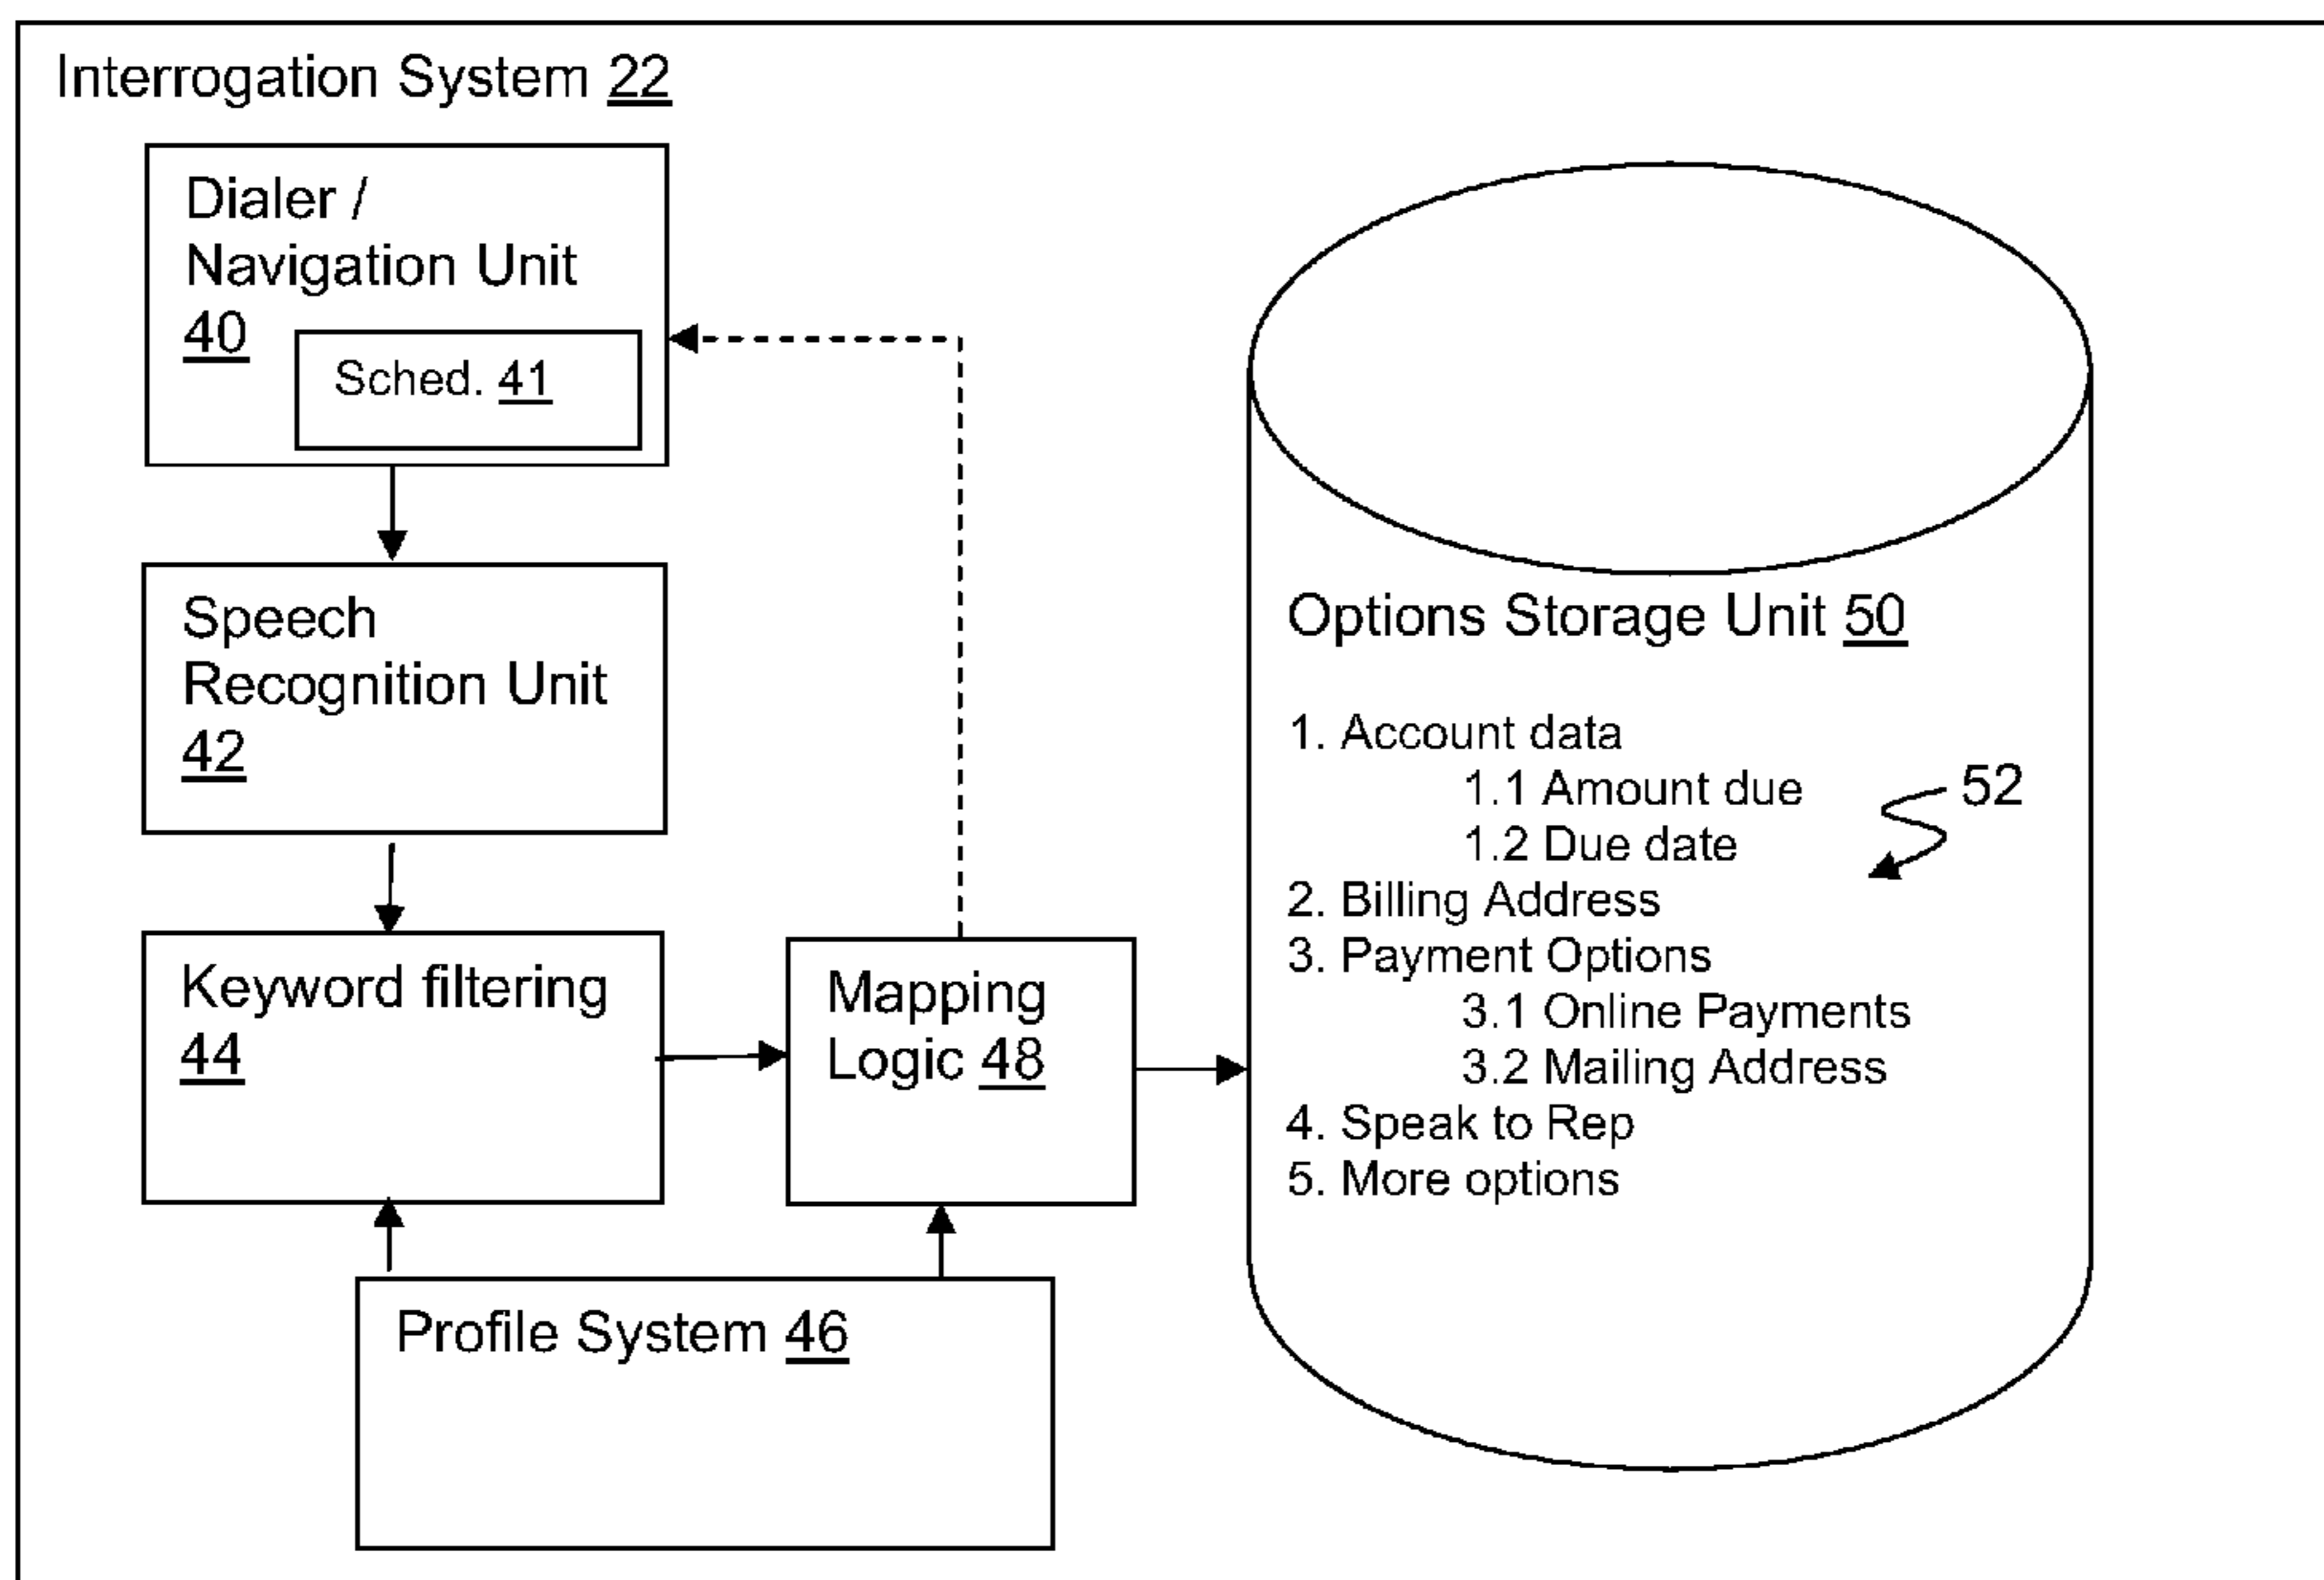 Interrogation System 22
Dialer /
Navigation Unit
40
Sched. 41
Speech
Recognition Unit
42
Keyword filtering
44
Mapping
Logic 48
Profile System 46
Options Storage Unit 50
1. Account data
1.1 Amount due
1.2 Due date
52
2. Billing Address
3. Payment Options
3.1 Online Payments
3.2 Mailing Address
4. Speak to Rep
5. More options